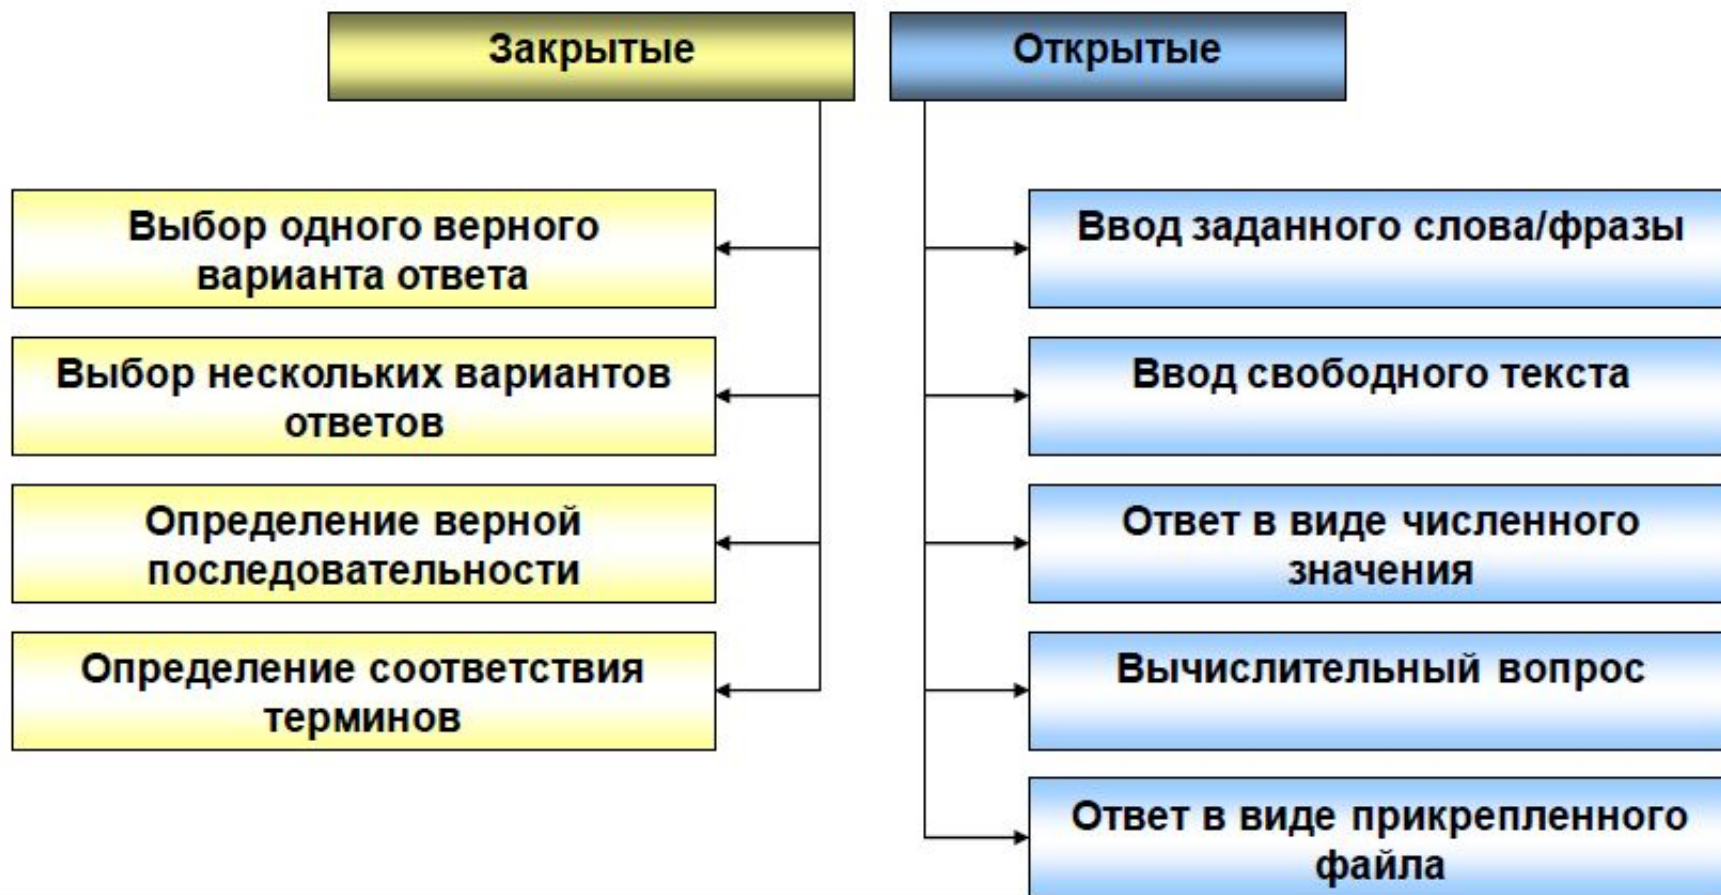 Закрытые
Открытые
Выбор одного верного
варианта ответа
Выбор нескольких вариантов
ответов
Определение верной
последовательности
Определение соответствия
терминов
Ввод заданного слова/фразы
Ввод свободного текста
Ответ в виде численного
значения
Вычислительный вопрос
Ответ в виде прикрепленного
файла